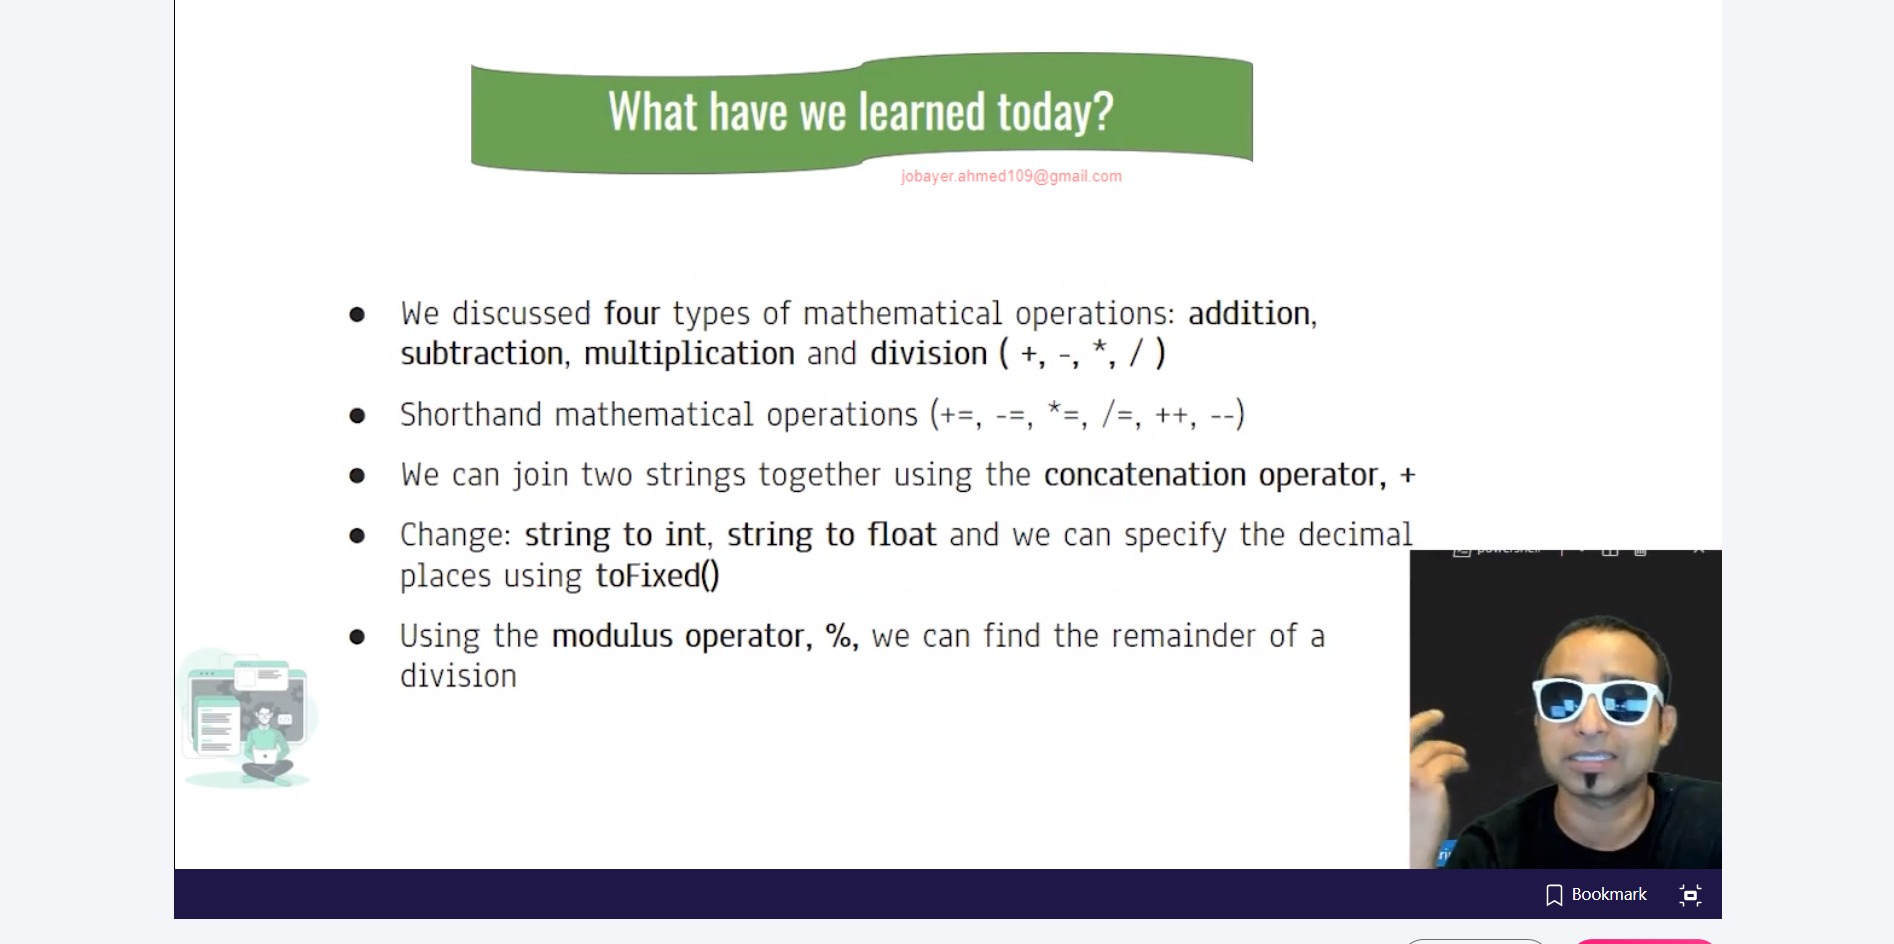 What have we learned today?
jobayer.ahmed109@gmail.com
● We discussed four types of mathematical operations: addition,
subtraction, multiplication and division ( +, -, *, / )
● Shorthand mathematical operations (+=, -=, *=, /=, ++, --)
● We can join two strings together using the concatenation operator, +
● Change: string to int, string to float and we can specify the decimal
places using toFixed()
● Using the modulus operator, %, we can find the remainder of a
division
Bookmark